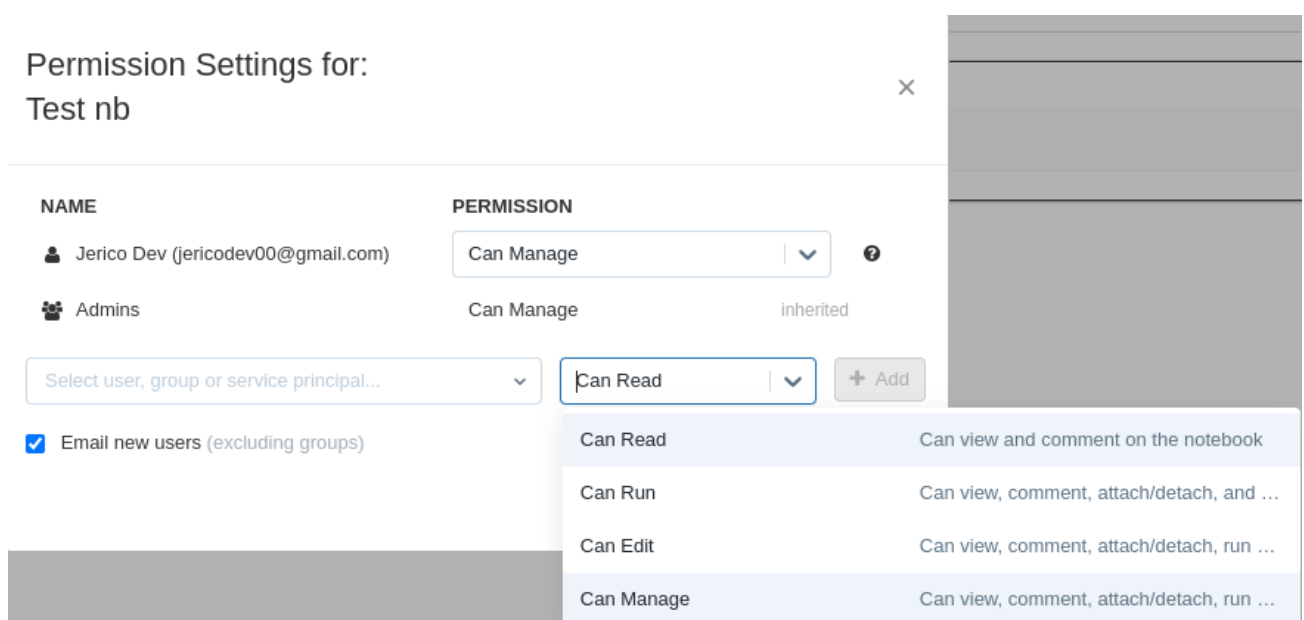 Permission Settings for:
Test nb
NAME PERMISSION
Jerico Dev (jericodev00@gmail.com) Can Manage
Admins Can Manage inherited
Select user, group or service principal... Can Read + Add
Email new users (excluding groups)
Can Read Can view and comment on the notebook
Can Run Can view, comment, attach/detach, and ...
Can Edit Can view, comment, attach/detach, run ...
Can Manage Can view, comment, attach/detach, run ...